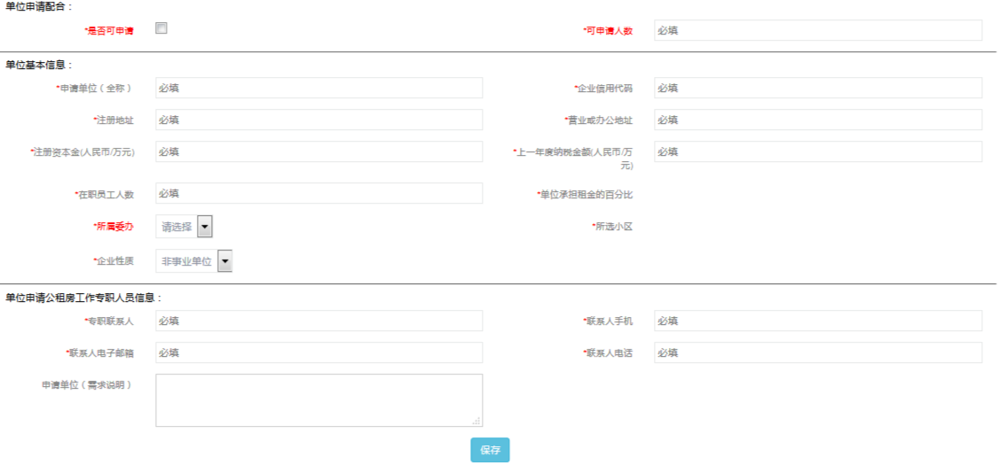 单位申请配合：
*是否可申请
*可申请人数 必填
单位基本信息：
*申请单位（全称） 必填
*企业信用代码 必填
*注册地址 必填
*营业或办公地址 必填
*注册资本金(人民币/万元) 必填
*上一年度纳税金额(人民币/万
元) 必填
*在职员工人数 必填
*单位承担租金的百分比
*所属委办 请选择
*所选小区
*企业性质 非事业单位
单位申请公租房工作专职人员信息：
*专职联系人 必填
*联系人手机 必填
*联系人电子邮箱 必填
*联系人电话 必填
申请单位（需求说明）
保存